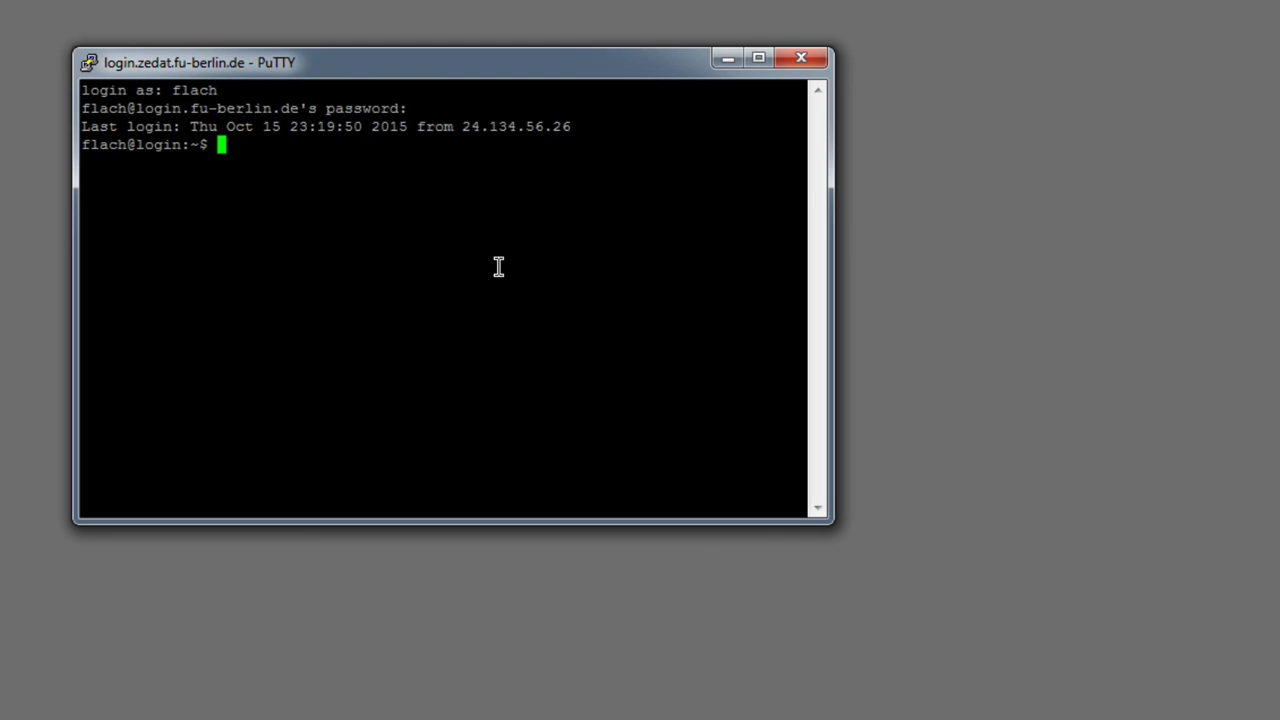 login.zedat.fu-berlin.de - PuTTY
login as: flach
flach@login.fu-berlin.de's password:
Last login: Thu Oct 15 23:19:50 2015 from 24.134.56.26
flach@login:~$